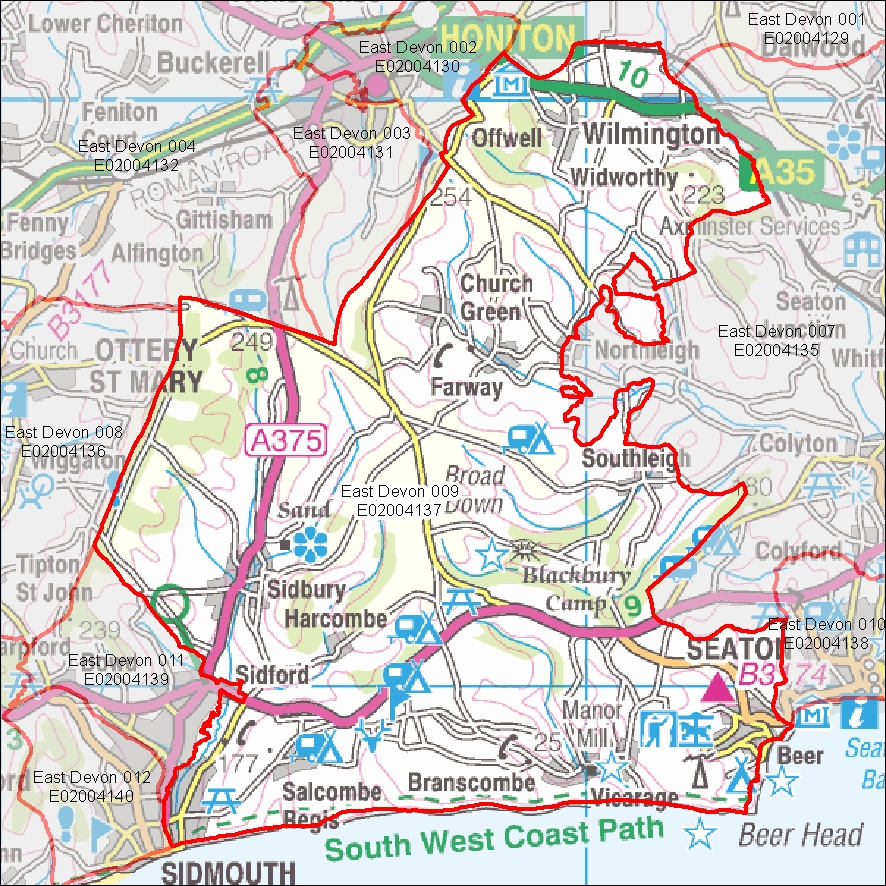 East Devon 001
E02004129
Lower Cheriton
HONITON
East Devon 002
E02004130
Dalwood
Buckerell
10
Feniton
Court
Offwell
Wilmington
East Devon 003
E02004131
East Devon 004
E02004132
A35
ROMAN ROAD
Widworthy
254
223
Gittisham
Fenny
Bridges
Alfington
Axminster Services
B3177
Church
Green
Seaton
Junction
East Devon 007
E02004135
249
Church
OTTERY
ST MARY
Northleigh
Whitf
8
Farway
East Devon 008
E02004136
A375
Wiggaton
Southleigh
Colyton
Broad
Down
East Devon 009
E02004137
Sand
80
Tipton
St John
Colyford
Blackbury
Camp
Sidbury
Harcombe
9
239
arpford
East Devon 010
E02004138
SEATON
East Devon 011
E02004139
Sidford
B3174
3
Manor
Mill
25
177
Beer
Sea
Ba
East Devon 012
E02004140
ord
Salcombe
Regis
Branscombe
Vicarage
South West Coast Path
Beer Head
nn
SIDMOUTH